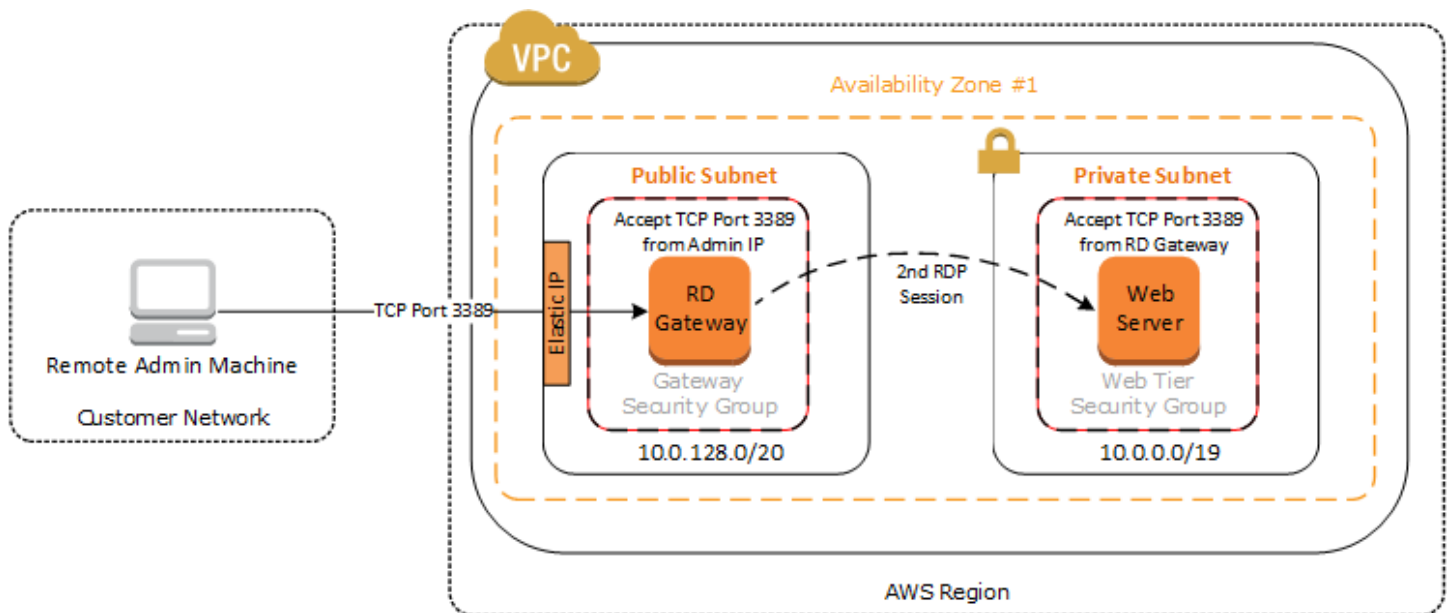 VPC
Availability Zone #1
Public Subnet
Accept TCP Port 3389
from Admin IP
RD
Gateway
Gateway
Security Group
10.0.128.0/20
Elastic IP
TCP Port 3389
2nd RDP
Session
Private Subnet
Accept TCP Port 3389
from RD Gateway
Web
Server
Web Tier
Security Group
10.0.0.0/19
Remote Admin Machine
Customer Network
AWS Region